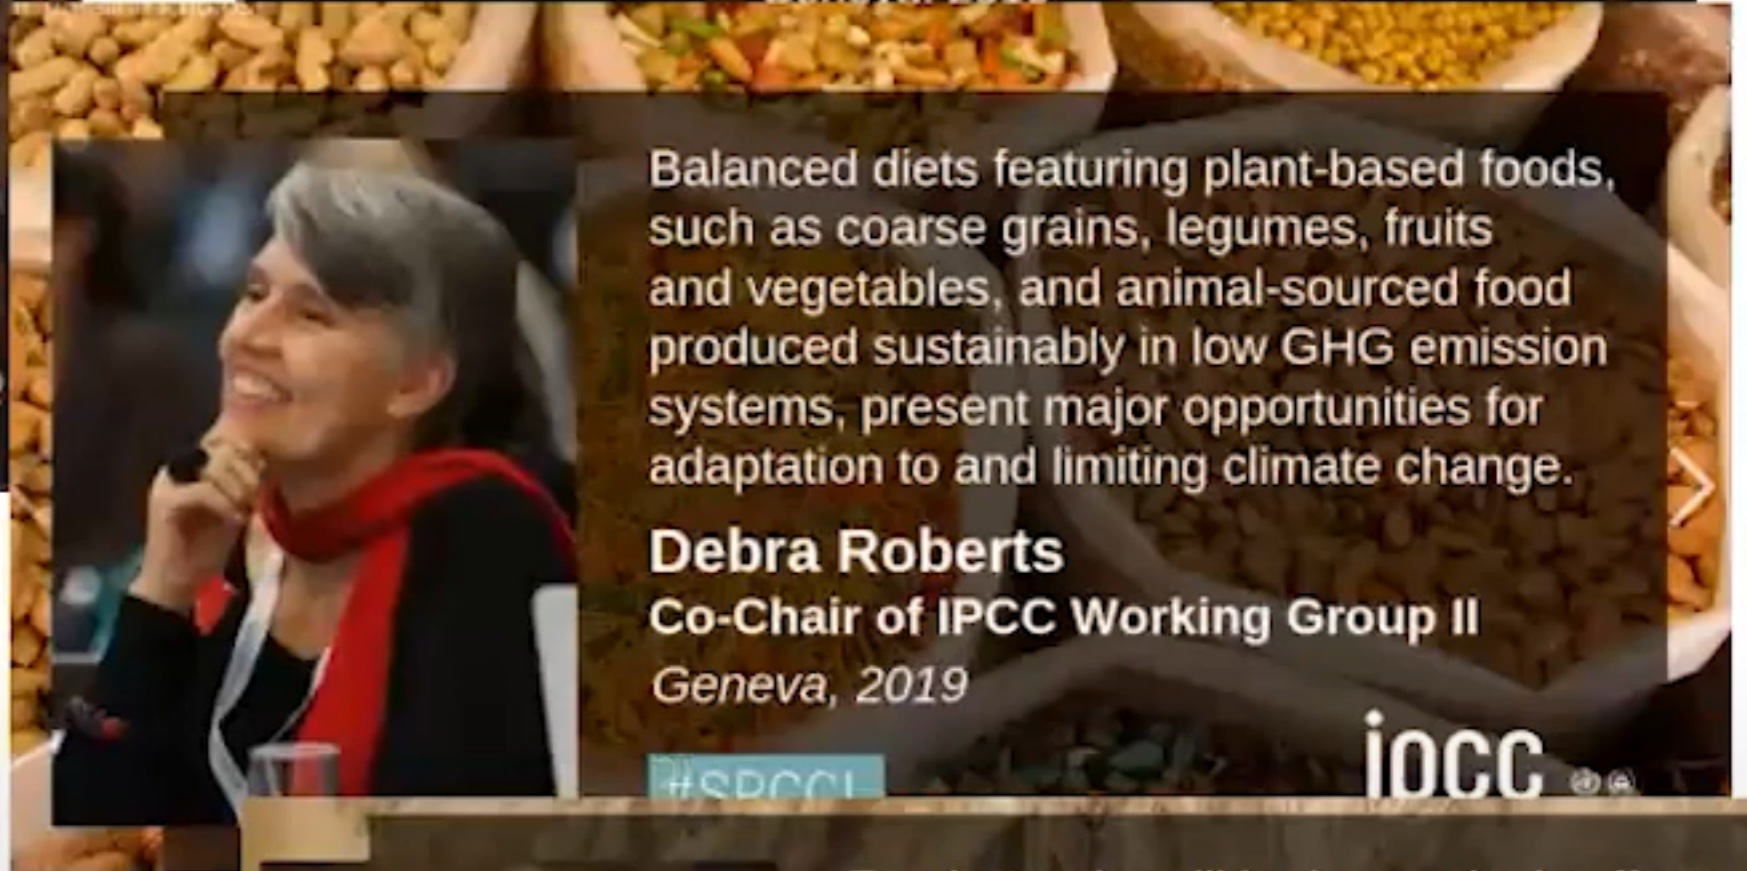 Balanced diets featuring plant-based foods,
such as coarse grains, legumes, fruits
and vegetables, and animal-sourced food
produced sustainably in low GHG emission
systems, present major opportunities for
adaptation to and limiting climate change.
Debra Roberts
Co-Chair of IPCC Working Group II
Geneva, 2019
#SRCCL
ipcc